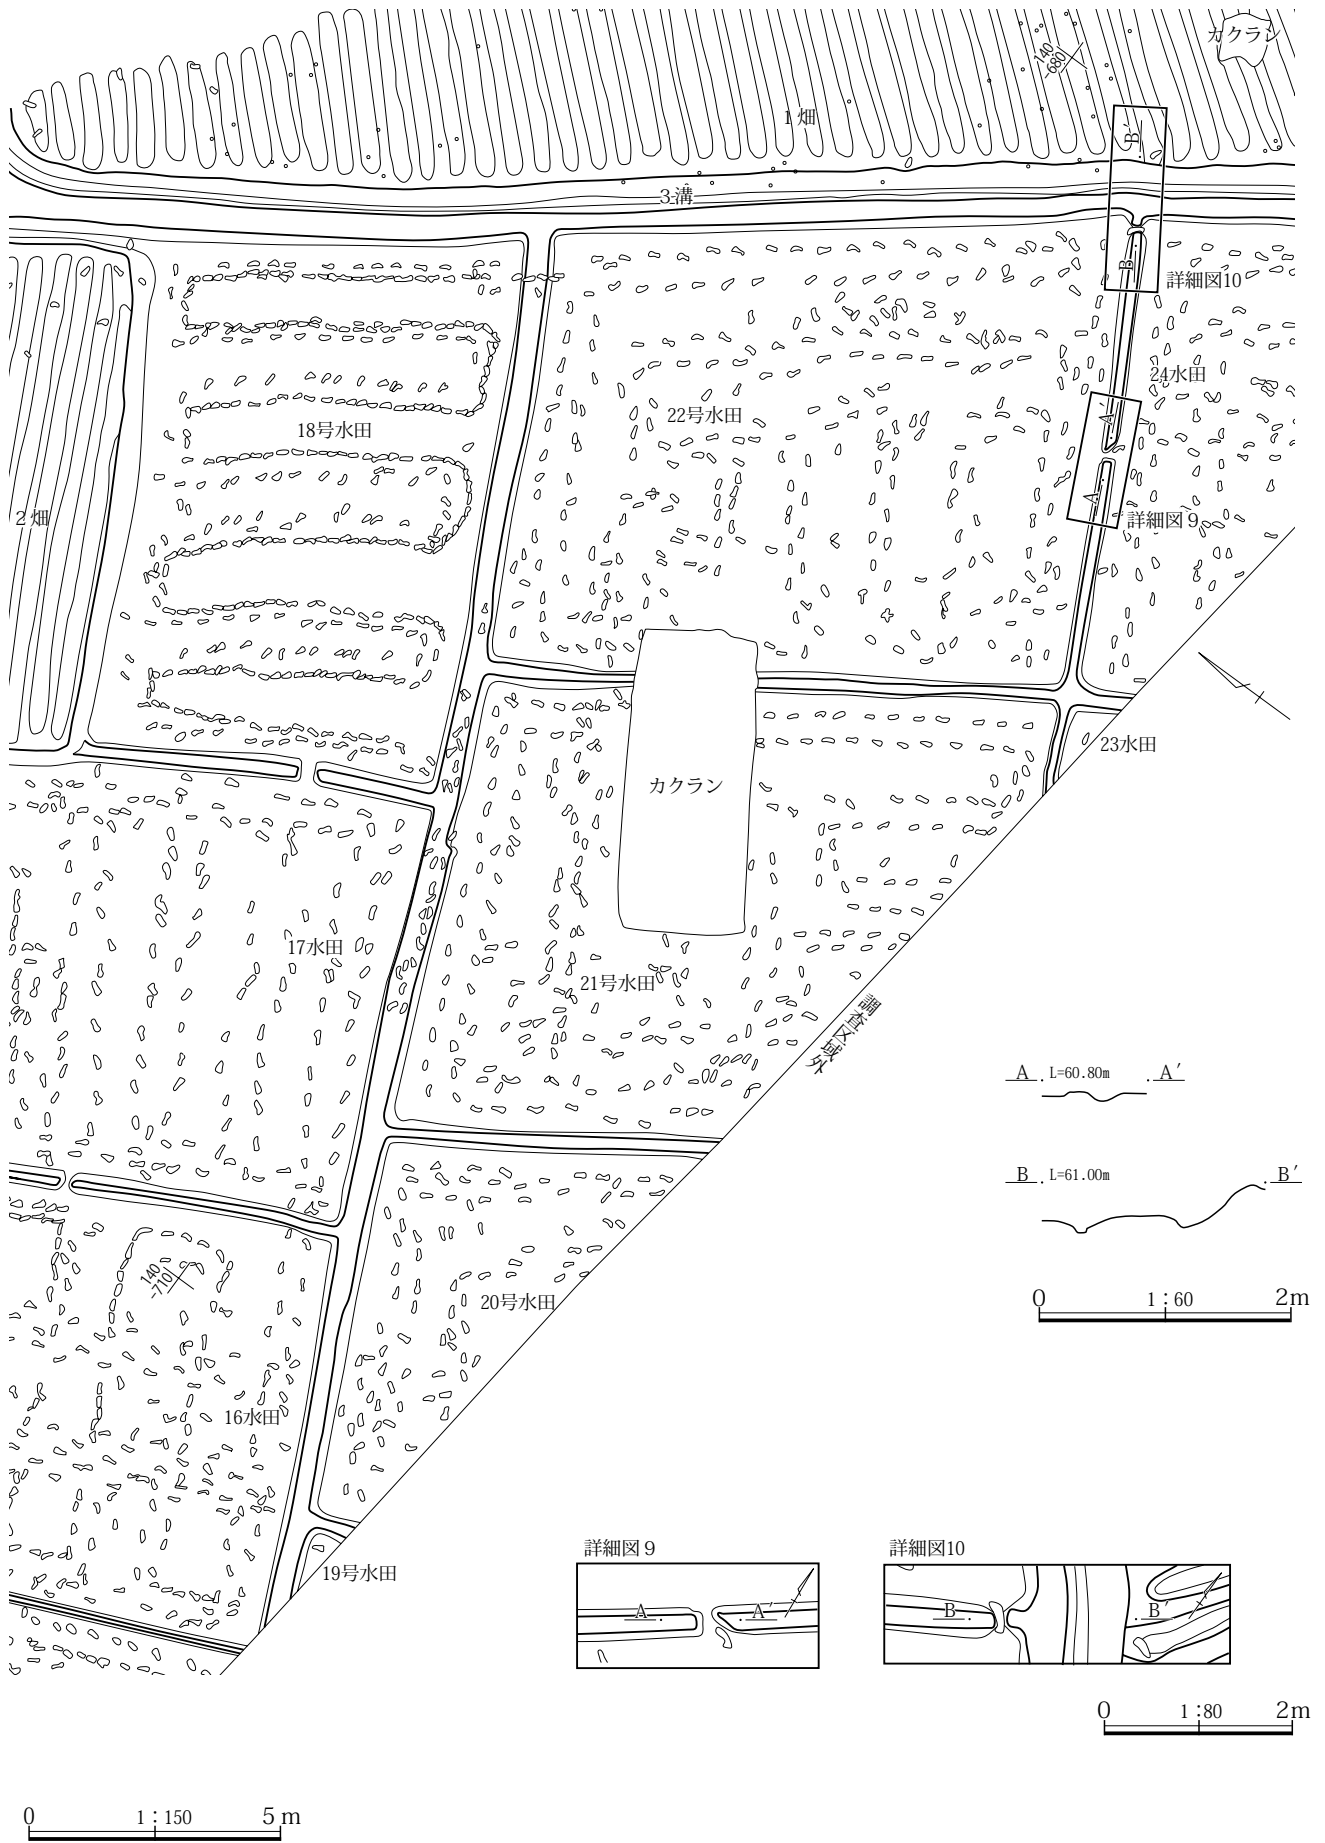 カクラン
140
-680
1畑
B′
3溝
B
詳細図10
24水田
22号水田
A′
18号水田
A
2畑
詳細図9
23水田
カクラン
17水田
21号水田
調査区域外
A L=60.80m A′
B L=61.00m B′
140
-710
20号水田
0 1:60 2m
16水田
詳細図9
詳細図10
19号水田
A A′
B B′
0 1:80 2m
0 1:150 5m